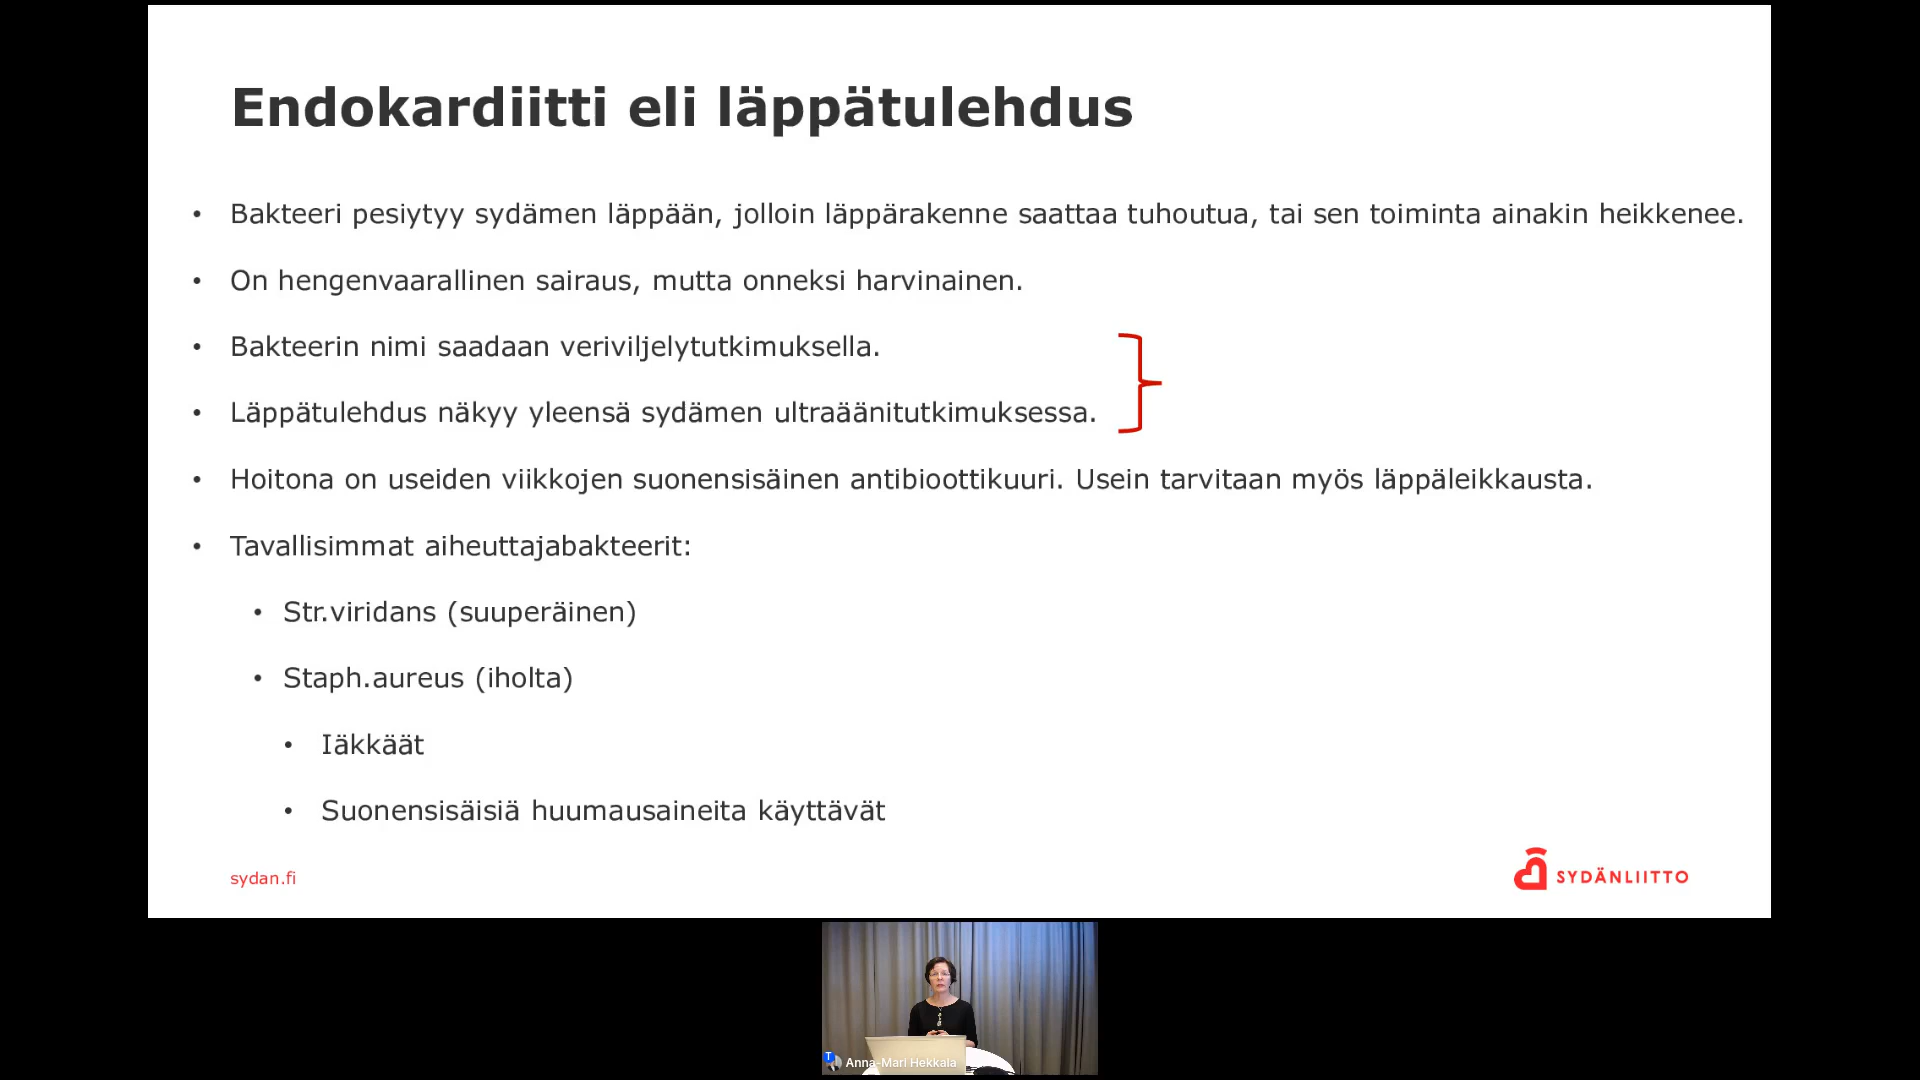 Endokardiitti eli läppätulehdus
• Bakteeri pesiytyy sydämen läppään, jolloin läppärakenne saattaa tuhoutua, tai sen toiminta ainakin heikkenee.
• On hengenvaarallinen sairaus, mutta onneksi harvinainen.
• Bakteerin nimi saadaan veriviljelytutkimuksella.
• Läppätulehdus näkyy yleensä sydämen ultraäänitutkimuksessa.
• Hoitona on useiden viikkojen suonensisäinen antibioottikuuri. Usein tarvitaan myös läppäleikkausta.
• Tavallisimmat aiheuttajabakteerit:
• Str.viridans (suuperäinen)
• Staph.aureus (iholta)
• Iäkkäät
• Suonensisäisiä huumausaineita käyttävät
sydan.fi
SYDÄNLIITTO
T
Anna-Mari Hekkala